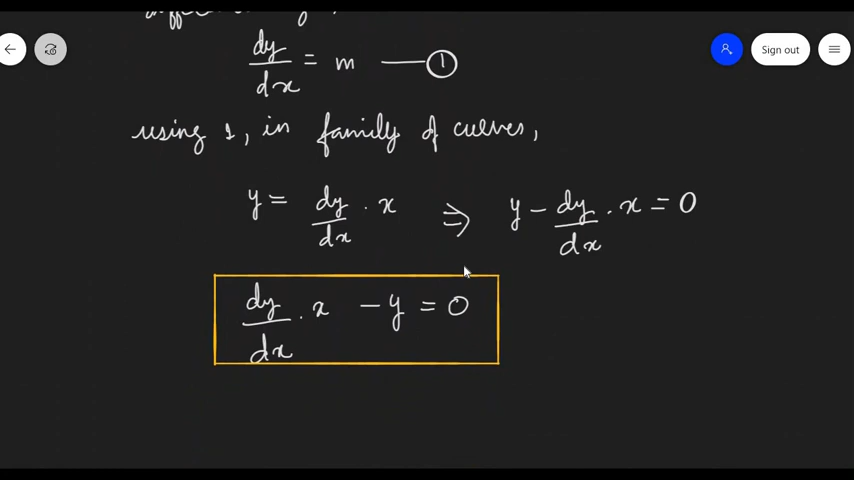 Sign out
dy/dx = m —— ①
using 1, in family of curves,
y = dy/dx . x ⇒ y - dy/dx . x = 0
dy/dx . x - y = 0